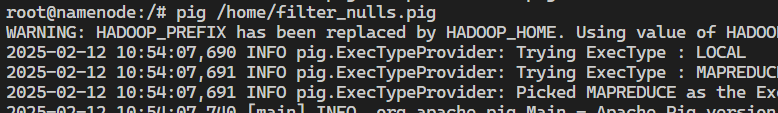 root@namenode:/# pig /home/filter_nulls.pig
WARNING: HADOOP_PREFIX has been replaced by HADOOP_HOME. Using value of HADOO
2025-02-12 10:54:07,690 INFO pig.ExecTypeProvider: Trying ExecType : LOCAL
2025-02-12 10:54:07,691 INFO pig.ExecTypeProvider: Trying ExecType : MAPREDUC
2025-02-12 10:54:07,691 INFO pig.ExecTypeProvider: Picked MAPREDUCE as the Ex
2025-02-12 10:54:07,740 [main] INFO org.apache.pig.Main - Apache Pig version